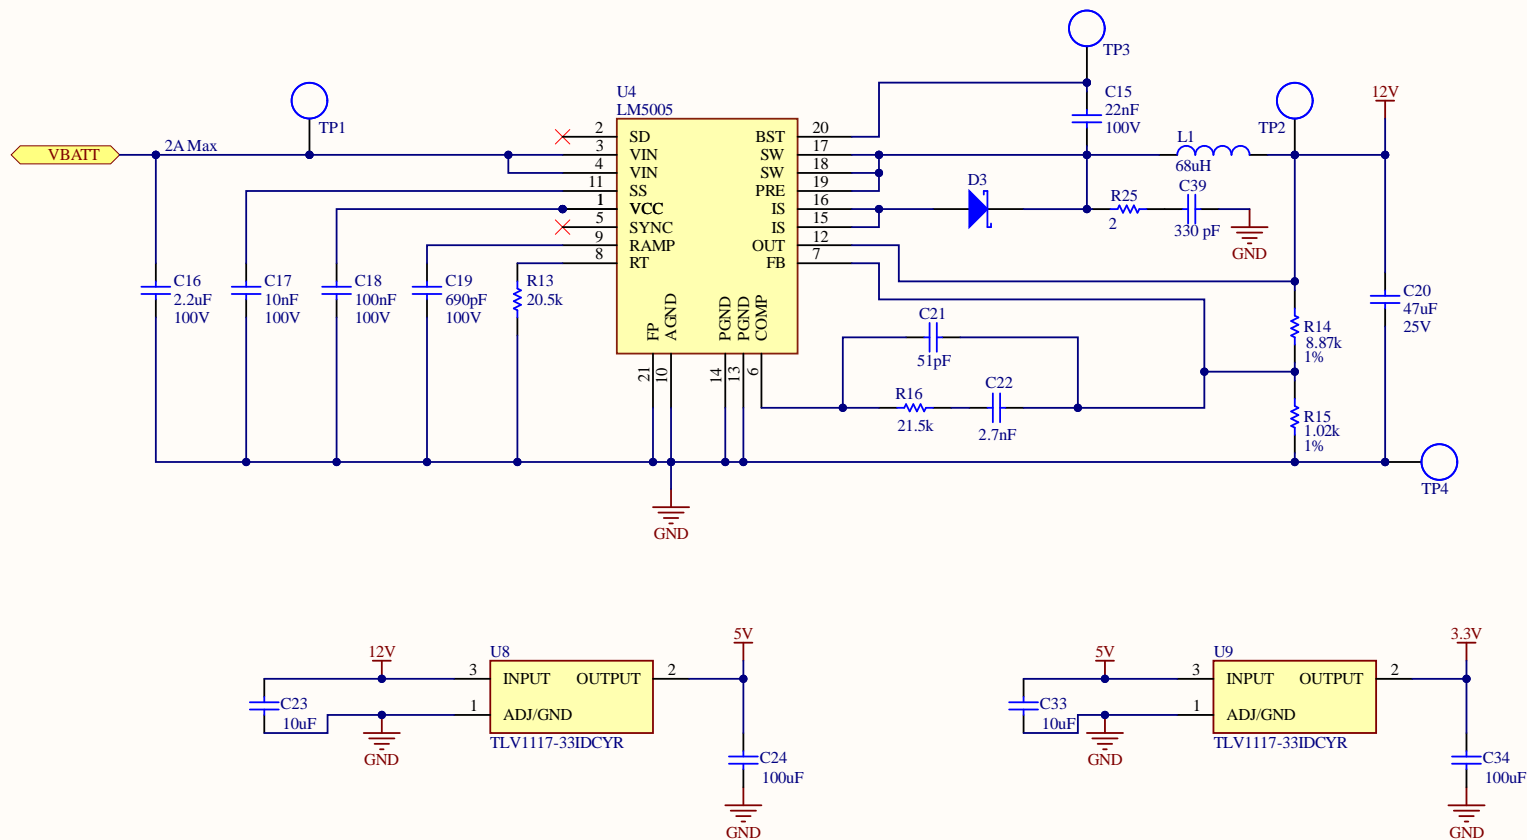 TP3
U4
LM5005
C15
22nF
100V
12V
TP1
TP2
VBATT
2A Max
2
SD
3
VIN
4
VIN
11
SS
1
VCC
5
SYNC
9
RAMP
8
RT
BST
20
SW
17
SW
18
PRE
19
IS
16
IS
15
OUT
12
FB
7
FP
AGND
PGND
PGND
COMP
21
10
14
13
6
L1
68uH
D3
R25
2
C39
330 pF
GND
C16
2.2uF
100V
C17
10nF
100V
C18
100nF
100V
C19
690pF
100V
R13
20.5k
C20
47uF
25V
C21
51pF
R14
8.87k
1%
R16
21.5k
C22
2.7nF
R15
1.02k
1%
TP4
GND
12V
U8
3
INPUT
OUTPUT
2
1
ADJ/GND
TLV1117-33IDCYR
C23
10uF
GND
5V
C24
100uF
GND
5V
U9
3
INPUT
OUTPUT
2
1
ADJ/GND
TLV1117-33IDCYR
C33
10uF
GND
3.3V
C34
100uF
GND